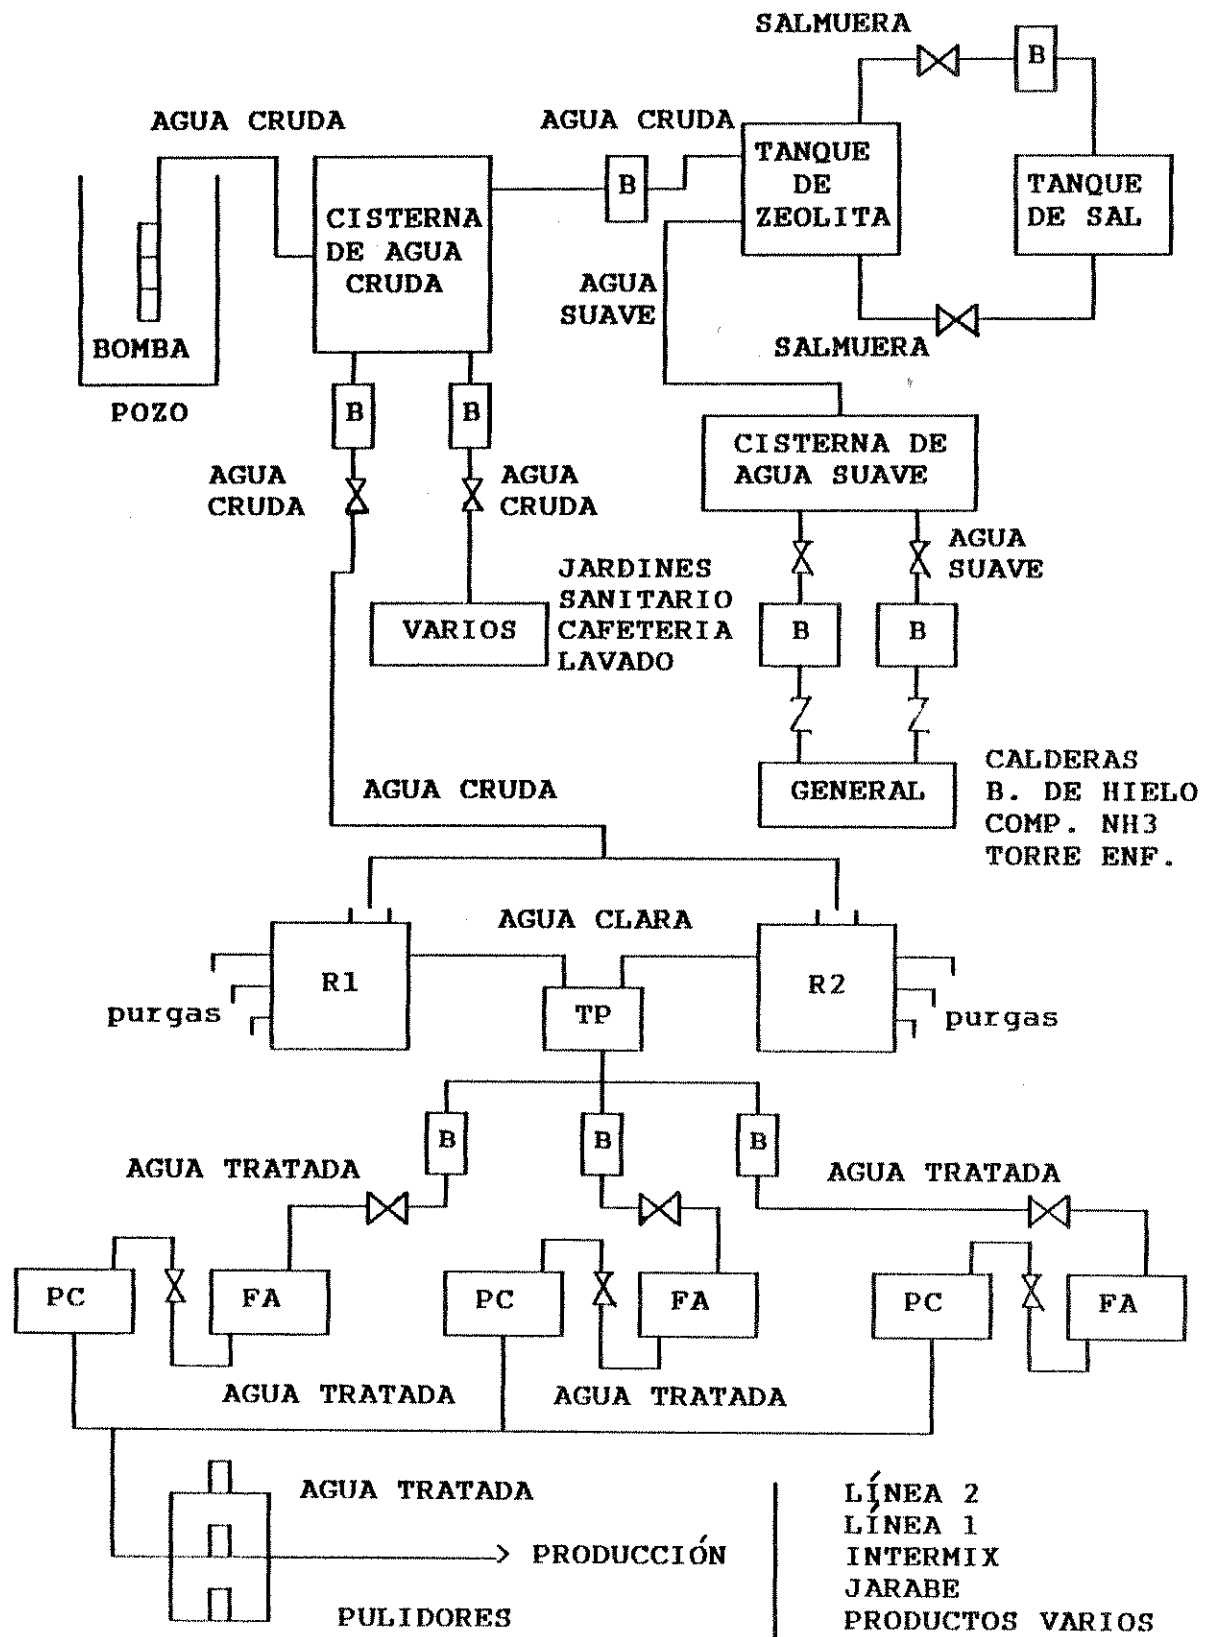 SALMUERA
B
AGUA CRUDA
AGUA CRUDA
TANQUE
DE
ZEOLITA
TANQUE
DE SAL
B
CISTERNA
DE AGUA
CRUDA
AGUA
SUAVE
BOMBA
SALMUERA
POZO
B
B
CISTERNA DE
AGUA SUAVE
AGUA
CRUDA
AGUA
CRUDA
AGUA
SUAVE
JARDINES
SANITARIO
CAFETERIA
LAVADO
VARIOS
B
B
CALDERAS
B. DE HIELO
COMP. NH3
TORRE ENF.
GENERAL
AGUA CRUDA
AGUA CLARA
R1
R2
TP
purgas
purgas
B
B
B
AGUA TRATADA
AGUA TRATADA
PC
FA
PC
FA
PC
FA
AGUA TRATADA
AGUA TRATADA
AGUA TRATADA
PRODUCCIÓN
PULIDORES
LÍNEA 2
LÍNEA 1
INTERMIX
JARABE
PRODUCTOS VARIOS